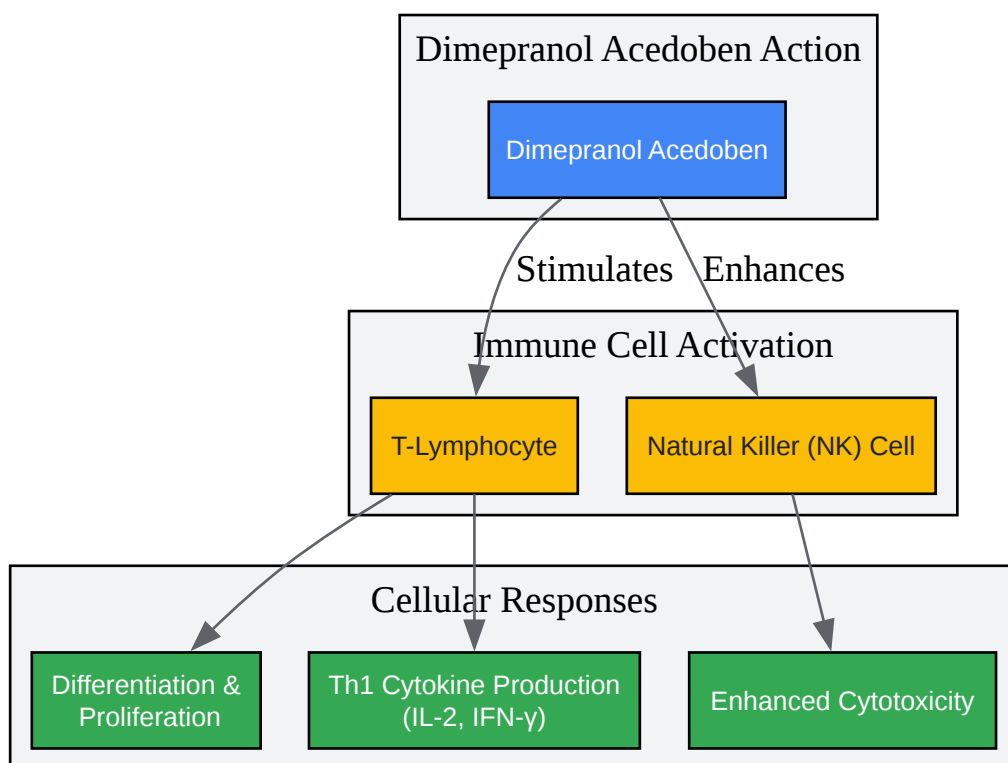 Dimepranol Acedoben Action
Dimepranol Acedoben
Stimulates
Enhances
Immune Cell Activation
T-Lymphocyte
Natural Killer (NK) Cell
Cellular Responses
Differentiation &
Proliferation
Th1 Cytokine Production
(IL-2, IFN-γ)
Enhanced Cytotoxicity